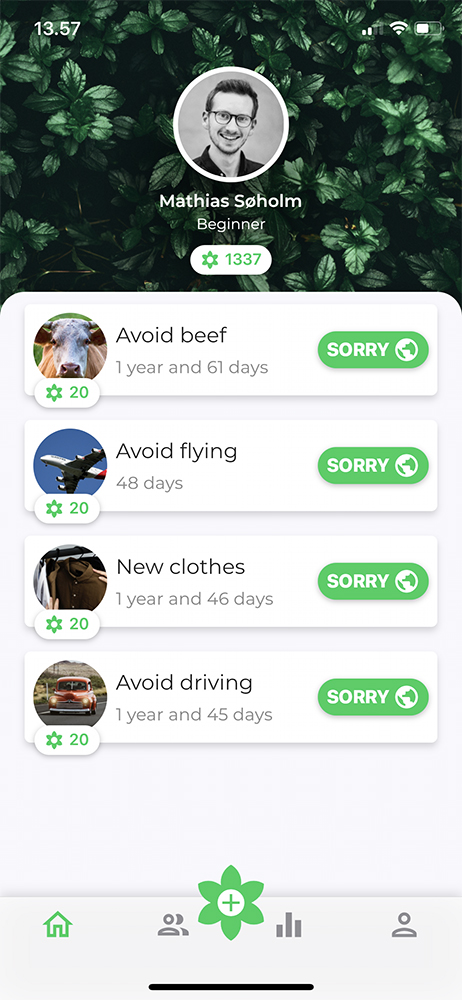 13.57
Mathias Søholm
Beginner
1337
Avoid beef
1 year and 61 days
SORRY
20
Avoid flying
48 days
SORRY
20
New clothes
1 year and 46 days
SORRY
20
Avoid driving
1 year and 45 days
SORRY
20